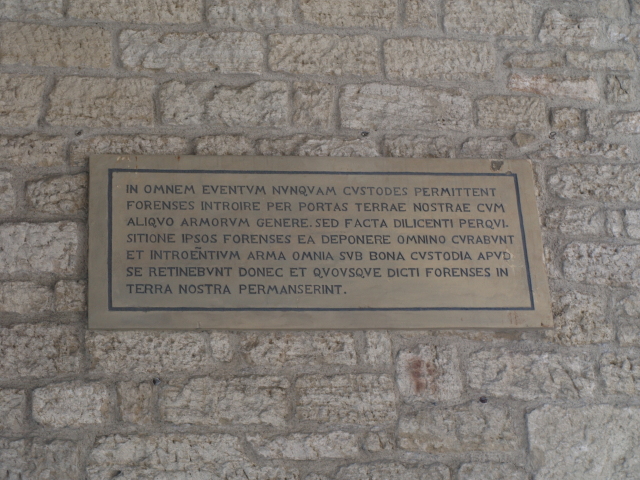 IN OMNEM EVENTVM NVNQVAM CVSTODES PERMITTENT
FORENSES INTROIRE PER PORTAS TERRAE NOSTRAE CVM
ALIQVO ARMORVM GENERE. SED FACTA DILICENTI PERQVI-
SITIONE IPSOS FORENSES EA DEPONERE OMNINO CVRABVNT
ET INTROEÑTIVM ARMA OMNIA SVB BONA CVSTODIA APVD
SE RETINEBVNT DONEC ET QVOVSQVE DICTI FORENSES IN
TERRA NOSTRA PERMANSERINT.